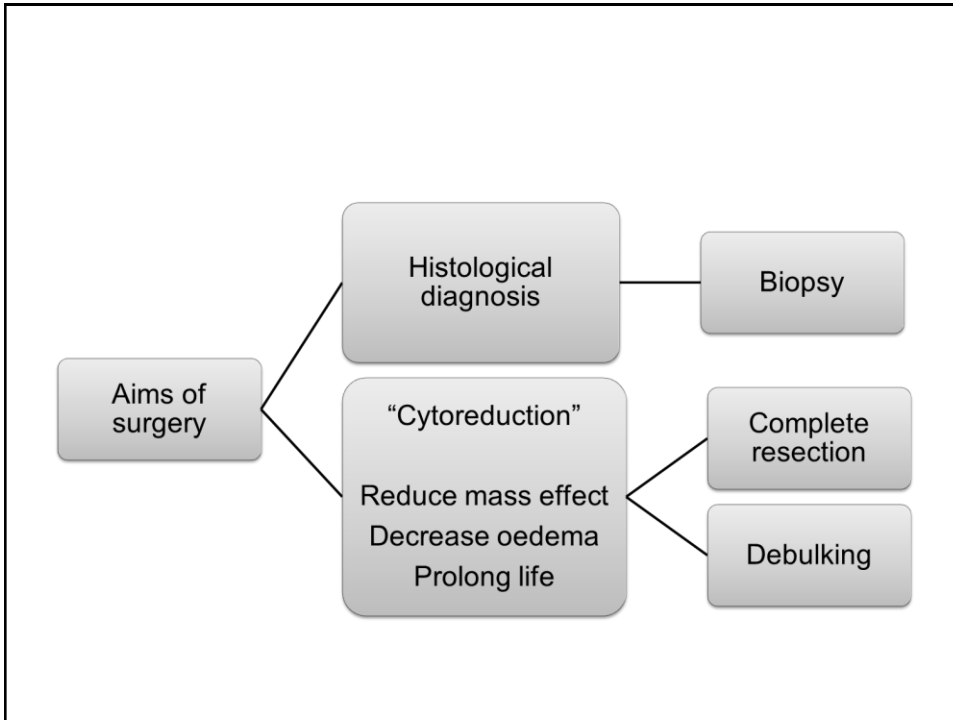 Aims of
surgery
Histological
diagnosis
Biopsy
“Cytoreduction”
Reduce mass effect
Decrease oedema
Prolong life
Complete
resection
Debulking